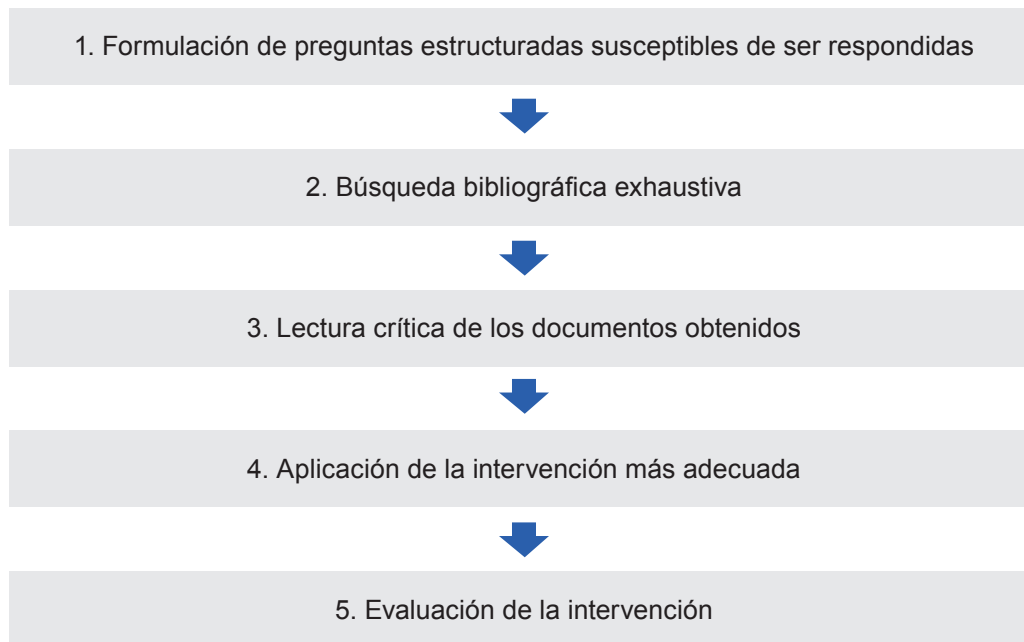 1. Formulación de preguntas estructuradas susceptibles de ser respondidas
2. Búsqueda bibliográfica exhaustiva
3. Lectura crítica de los documentos obtenidos
4. Aplicación de la intervención más adecuada
5. Evaluación de la intervención